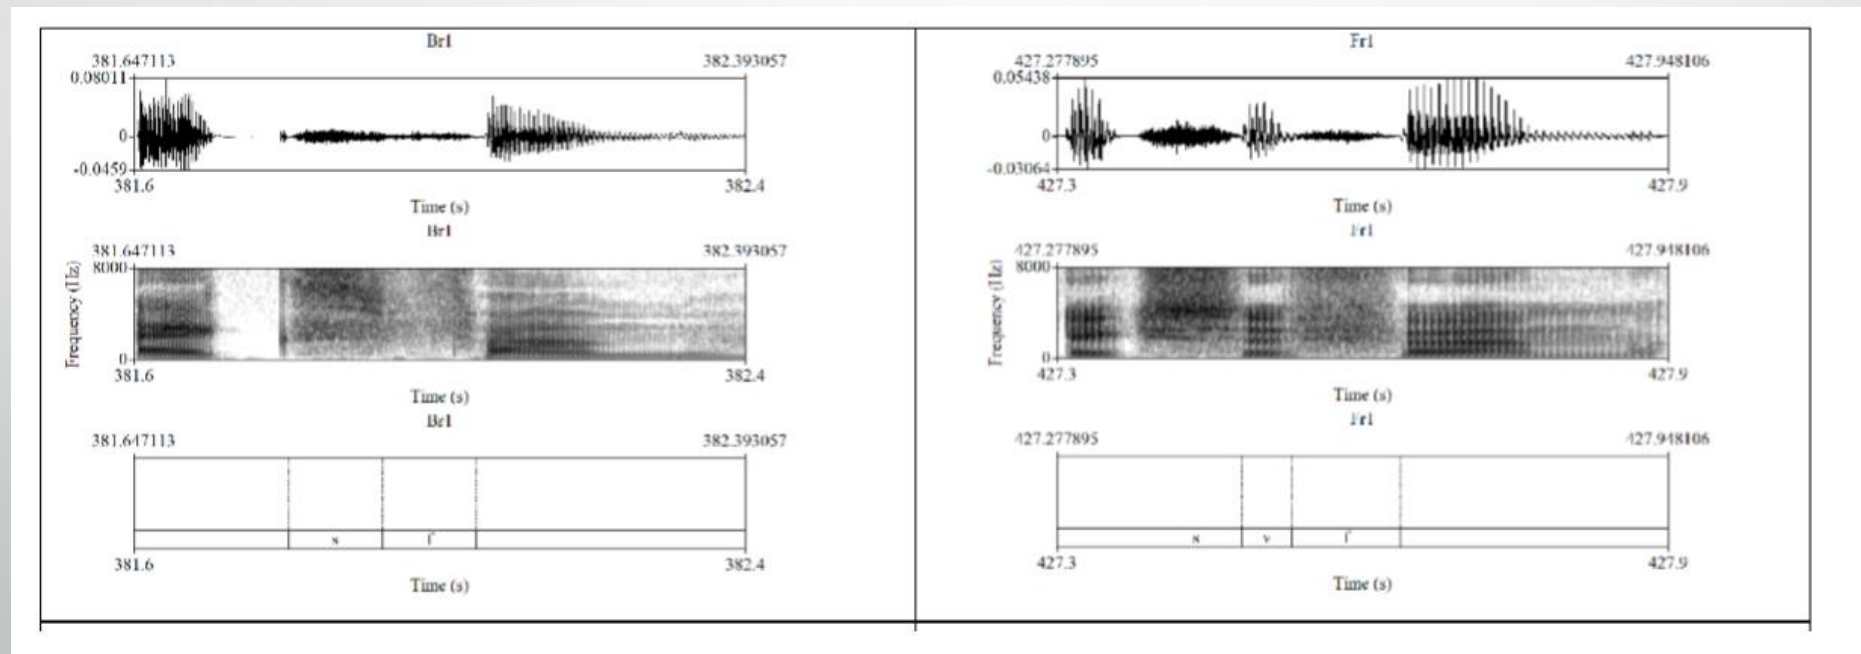 Br1
381.647113 382.393057
0.08011
0
-0.0459
381.6 382.4
Time (s)
Br1
381.647113 382.393057
8000
Frequency (Hz)
0
381.6 382.4
Time (s)
Br1
381.647113 382.393057
s f
381.6 382.4
Time (s)
Fr1
427.277895 427.948106
0.05438
0
-0.03064
427.3 427.9
Time (s)
Fr1
427.277895 427.948106
8000
Frequency (Hz)
0
427.3 427.9
Time (s)
Fr1
427.277895 427.948106
s v f
427.3 427.9
Time (s)